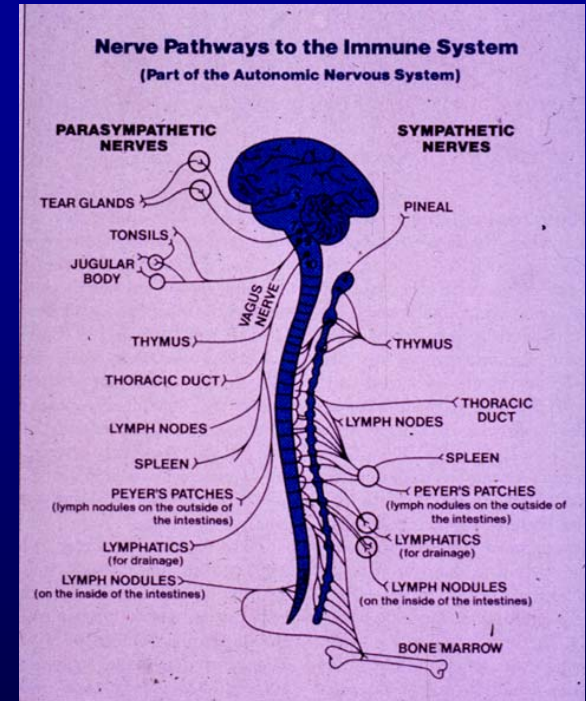 Nerve Pathways to the Immune System
(Part of the Autonomic Nervous System)
PARASYMPATHETIC
NERVES
TEAR GLANDS
TONSILS
JUGULAR
BODY
VAGUS
NERVE
THYMUS
THORACIC DUCT
LYMPH NODES
SPLEEN
PEYER'S PATCHES
(lymph nodules on the outside of
the intestines)
LYMPHATICS
(for drainage)
LYMPH NODULES
(on the inside of the intestines)
SYMPATHETIC
NERVES
PINEAL
THYMUS
THORACIC
DUCT
LYMPH NODES
SPLEEN
PEYER'S PATCHES
(lymph nodules on the outside of
the intestines)
LYMPHATICS
(for drainage)
LYMPH NODULES
(on the inside of the intestines)
BONE MARROW